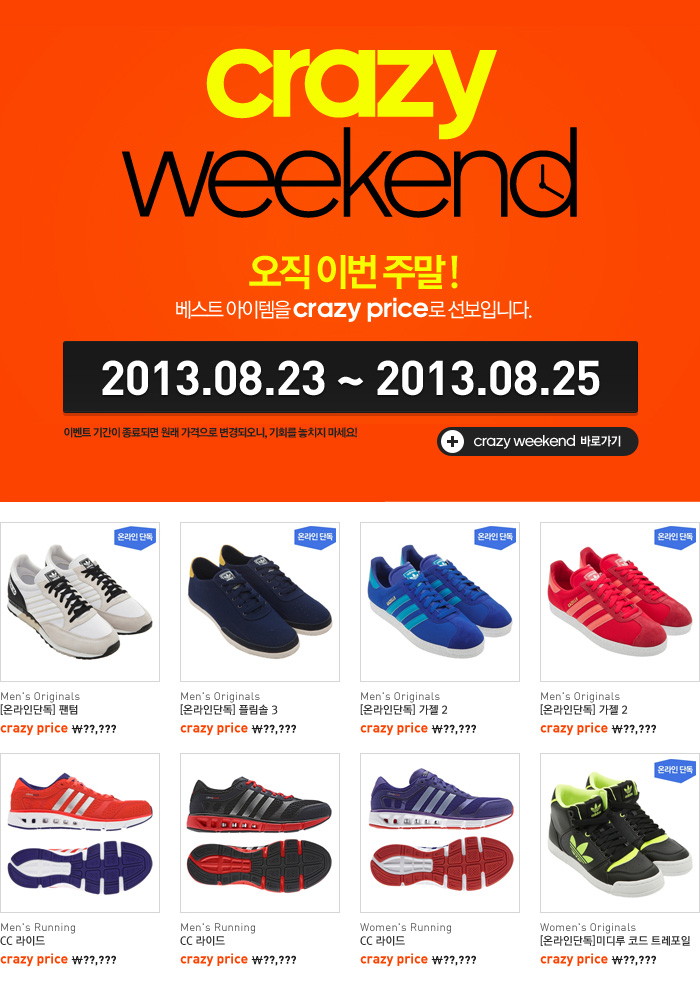 crazy
weekend
오직 이번 주말!
베스트 아이템을 crazy price로 선보입니다.
2013.08.23 ~ 2013.08.25
이벤트 기간이 종료되면 원래 가격으로 변경되오니, 기회를 놓치지 마세요!
crazy weekend 바로가기
온라인 단독
온라인 단독
온라인 단독
Men's Originals
[온라인단독] 팬텀
crazy price ₩??,???
Men's Originals
[온라인단독] 플림솔 3
crazy price ₩??,???
Men's Originals
[온라인단독] 가젤 2
crazy price ₩??,???
Men's Originals
[온라인단독] 가젤 2
crazy price ₩??,???
온라인 단독
온라인 단독
Men's Running
CC 라이드
crazy price ₩??,???
Men's Running
CC 라이드
crazy price ₩??,???
Women's Running
CC 라이드
crazy price ₩??,???
Women's Originals
[온라인단독]미디루 코드 트레포일
crazy price ₩??,???